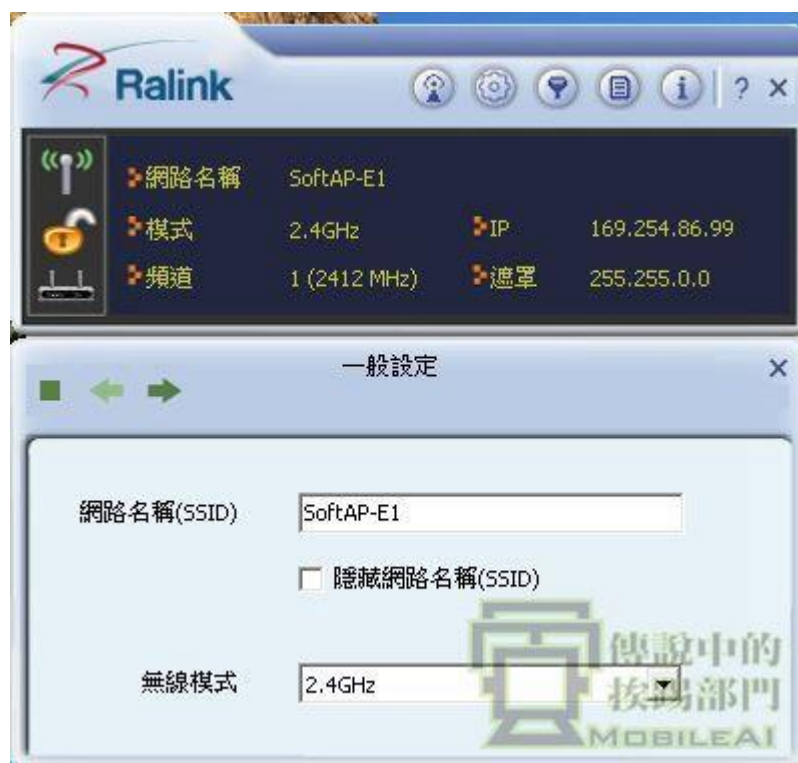 Ralink
網路名稱 SoftAP-E1
模式 2.4GHz IP 169.254.86.99
頻道 1 (2412 MHz) 遮罩 255.255.0.0
一般設定
網路名稱(SSID) SoftAP-E1
隱藏網路名稱(SSID)
無線模式 2.4GHz
傳說中的
挨踢部門
MOBILEAI